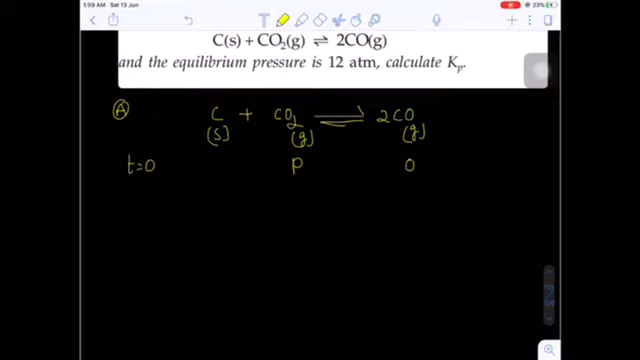 1:09 AM Sat 13 Jun
23%
C(s) + CO₂(g) ⇌ 2CO(g)
and the equilibrium pressure is 12 atm, calculate Kₚ.
A C + CO₂ ⇌ 2CO
(s) (g) (g)
t=0 P 0